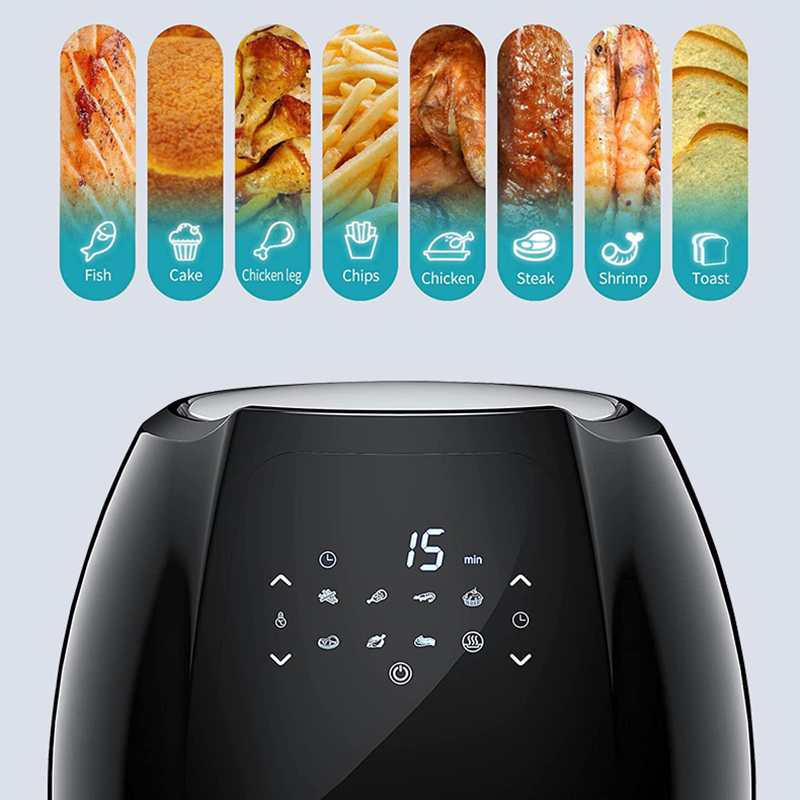 Fish
Cake
Chicken leg
Chips
Chicken
Steak
Shrimp
Toast
15 min